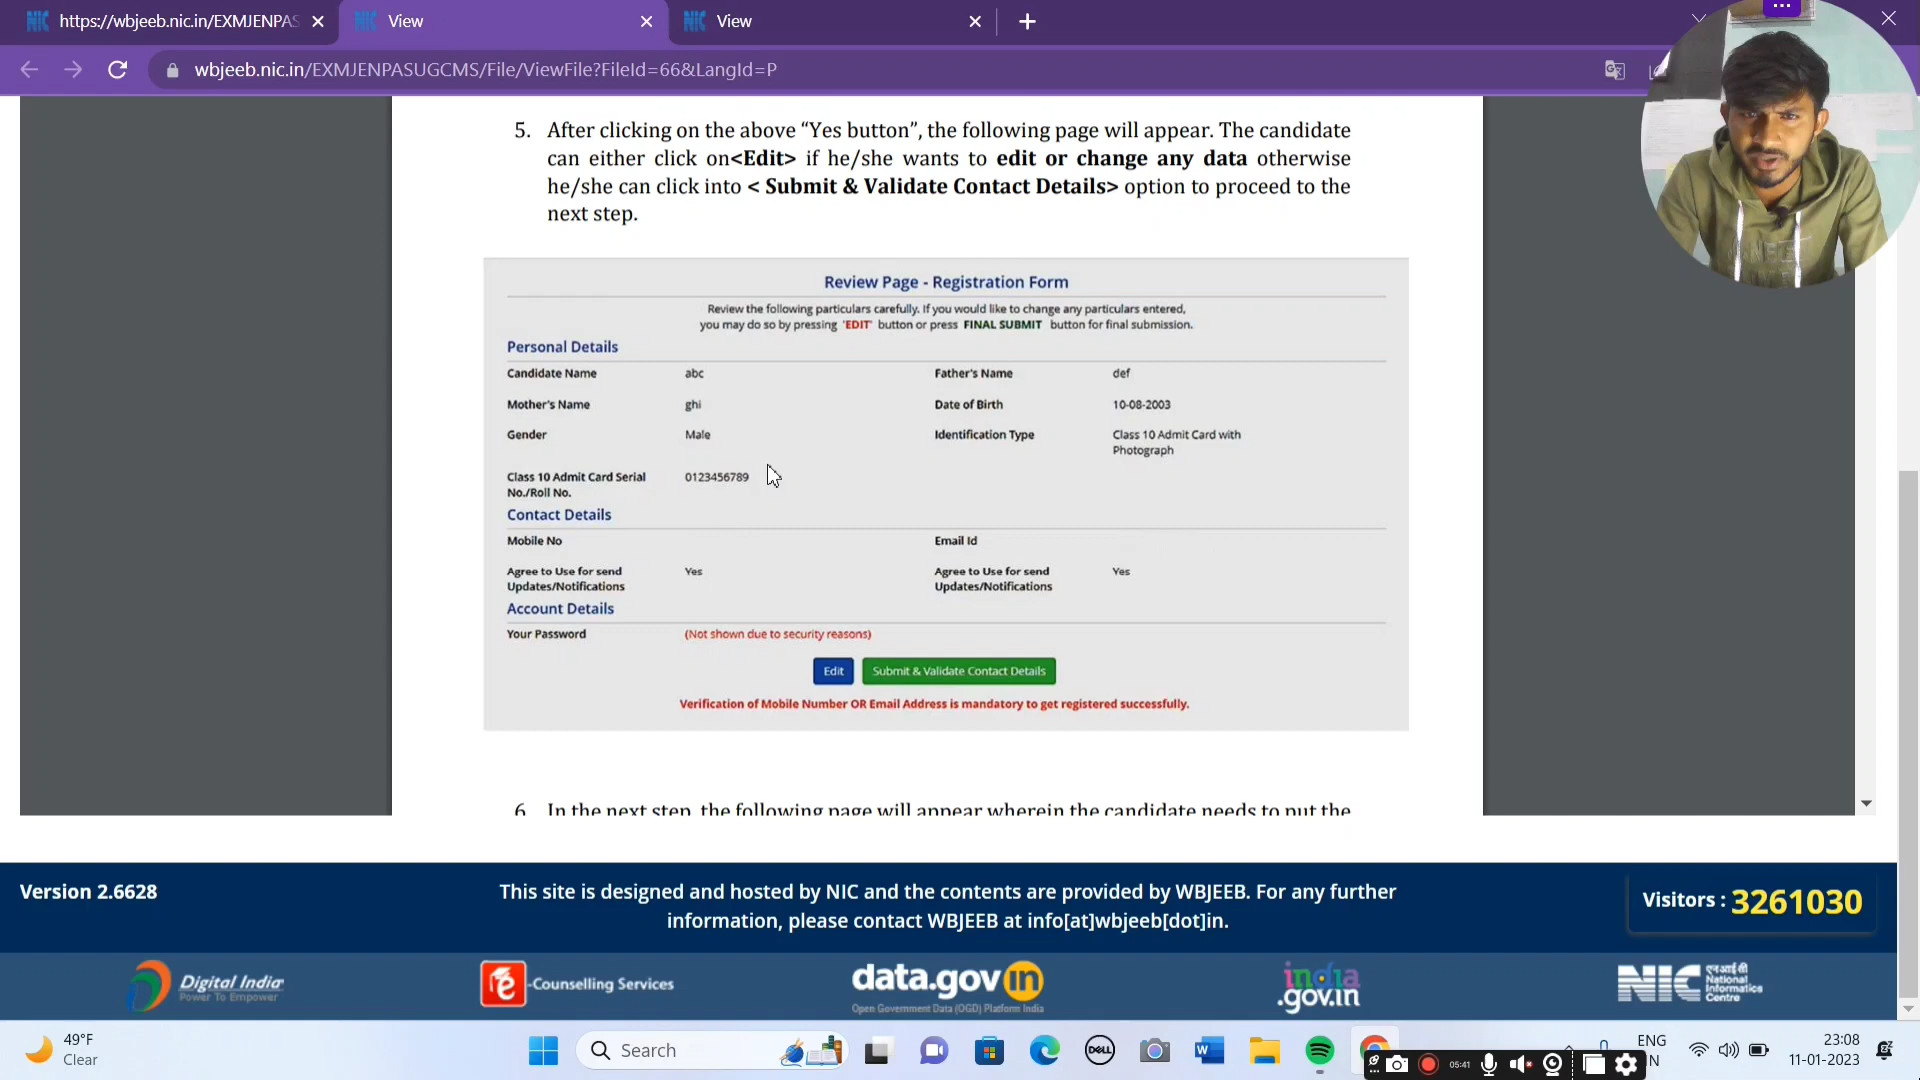 https://wbjeeb.nic.in/EXMJENPAS
View
View
wbjeeb.nic.in/EXMJENPASUGCMS/File/ViewFile?FileId=66&LangId=P
5. After clicking on the above “Yes button”, the following page will appear. The candidate
can either click on<Edit> if he/she wants to edit or change any data otherwise
he/she can click into < Submit & Validate Contact Details> option to proceed to the
next step.
Review Page - Registration Form
Review the following particulars carefully. If you would like to change any particulars entered,
you may do so by pressing 'EDIT' button or press FINAL SUBMIT button for final submission.
Personal Details
Candidate Name abc Father's Name def
Mother's Name ghi Date of Birth 10-08-2003
Gender Male Identification Type Class 10 Admit Card with
Photograph
Class 10 Admit Card Serial 0123456789
No./Roll No.
Contact Details
Mobile No Email Id
Agree to Use for send Yes Agree to Use for send Yes
Updates/Notifications Updates/Notifications
Account Details
Your Password (Not shown due to security reasons)
Edit Submit & Validate Contact Details
Verification of Mobile Number OR Email Address is mandatory to get registered successfully.
6. In the next step, the following page will appear wherein the candidate needs to put the
Version 2.6628
This site is designed and hosted by NIC and the contents are provided by WBJEEB. For any further
information, please contact WBJEEB at info[at]wbjeeb[dot]in.
Visitors : 3261030
Digital India
Power To Empower
e-Counselling Services
data.gov in
Open Government Data (OGD) Platform India
india
.gov.in
NIC एनआईसी
National
Informatics
Centre
49°F
Clear
Search
DELL
W
05:41
ENG
IN
23:08
11-01-2023